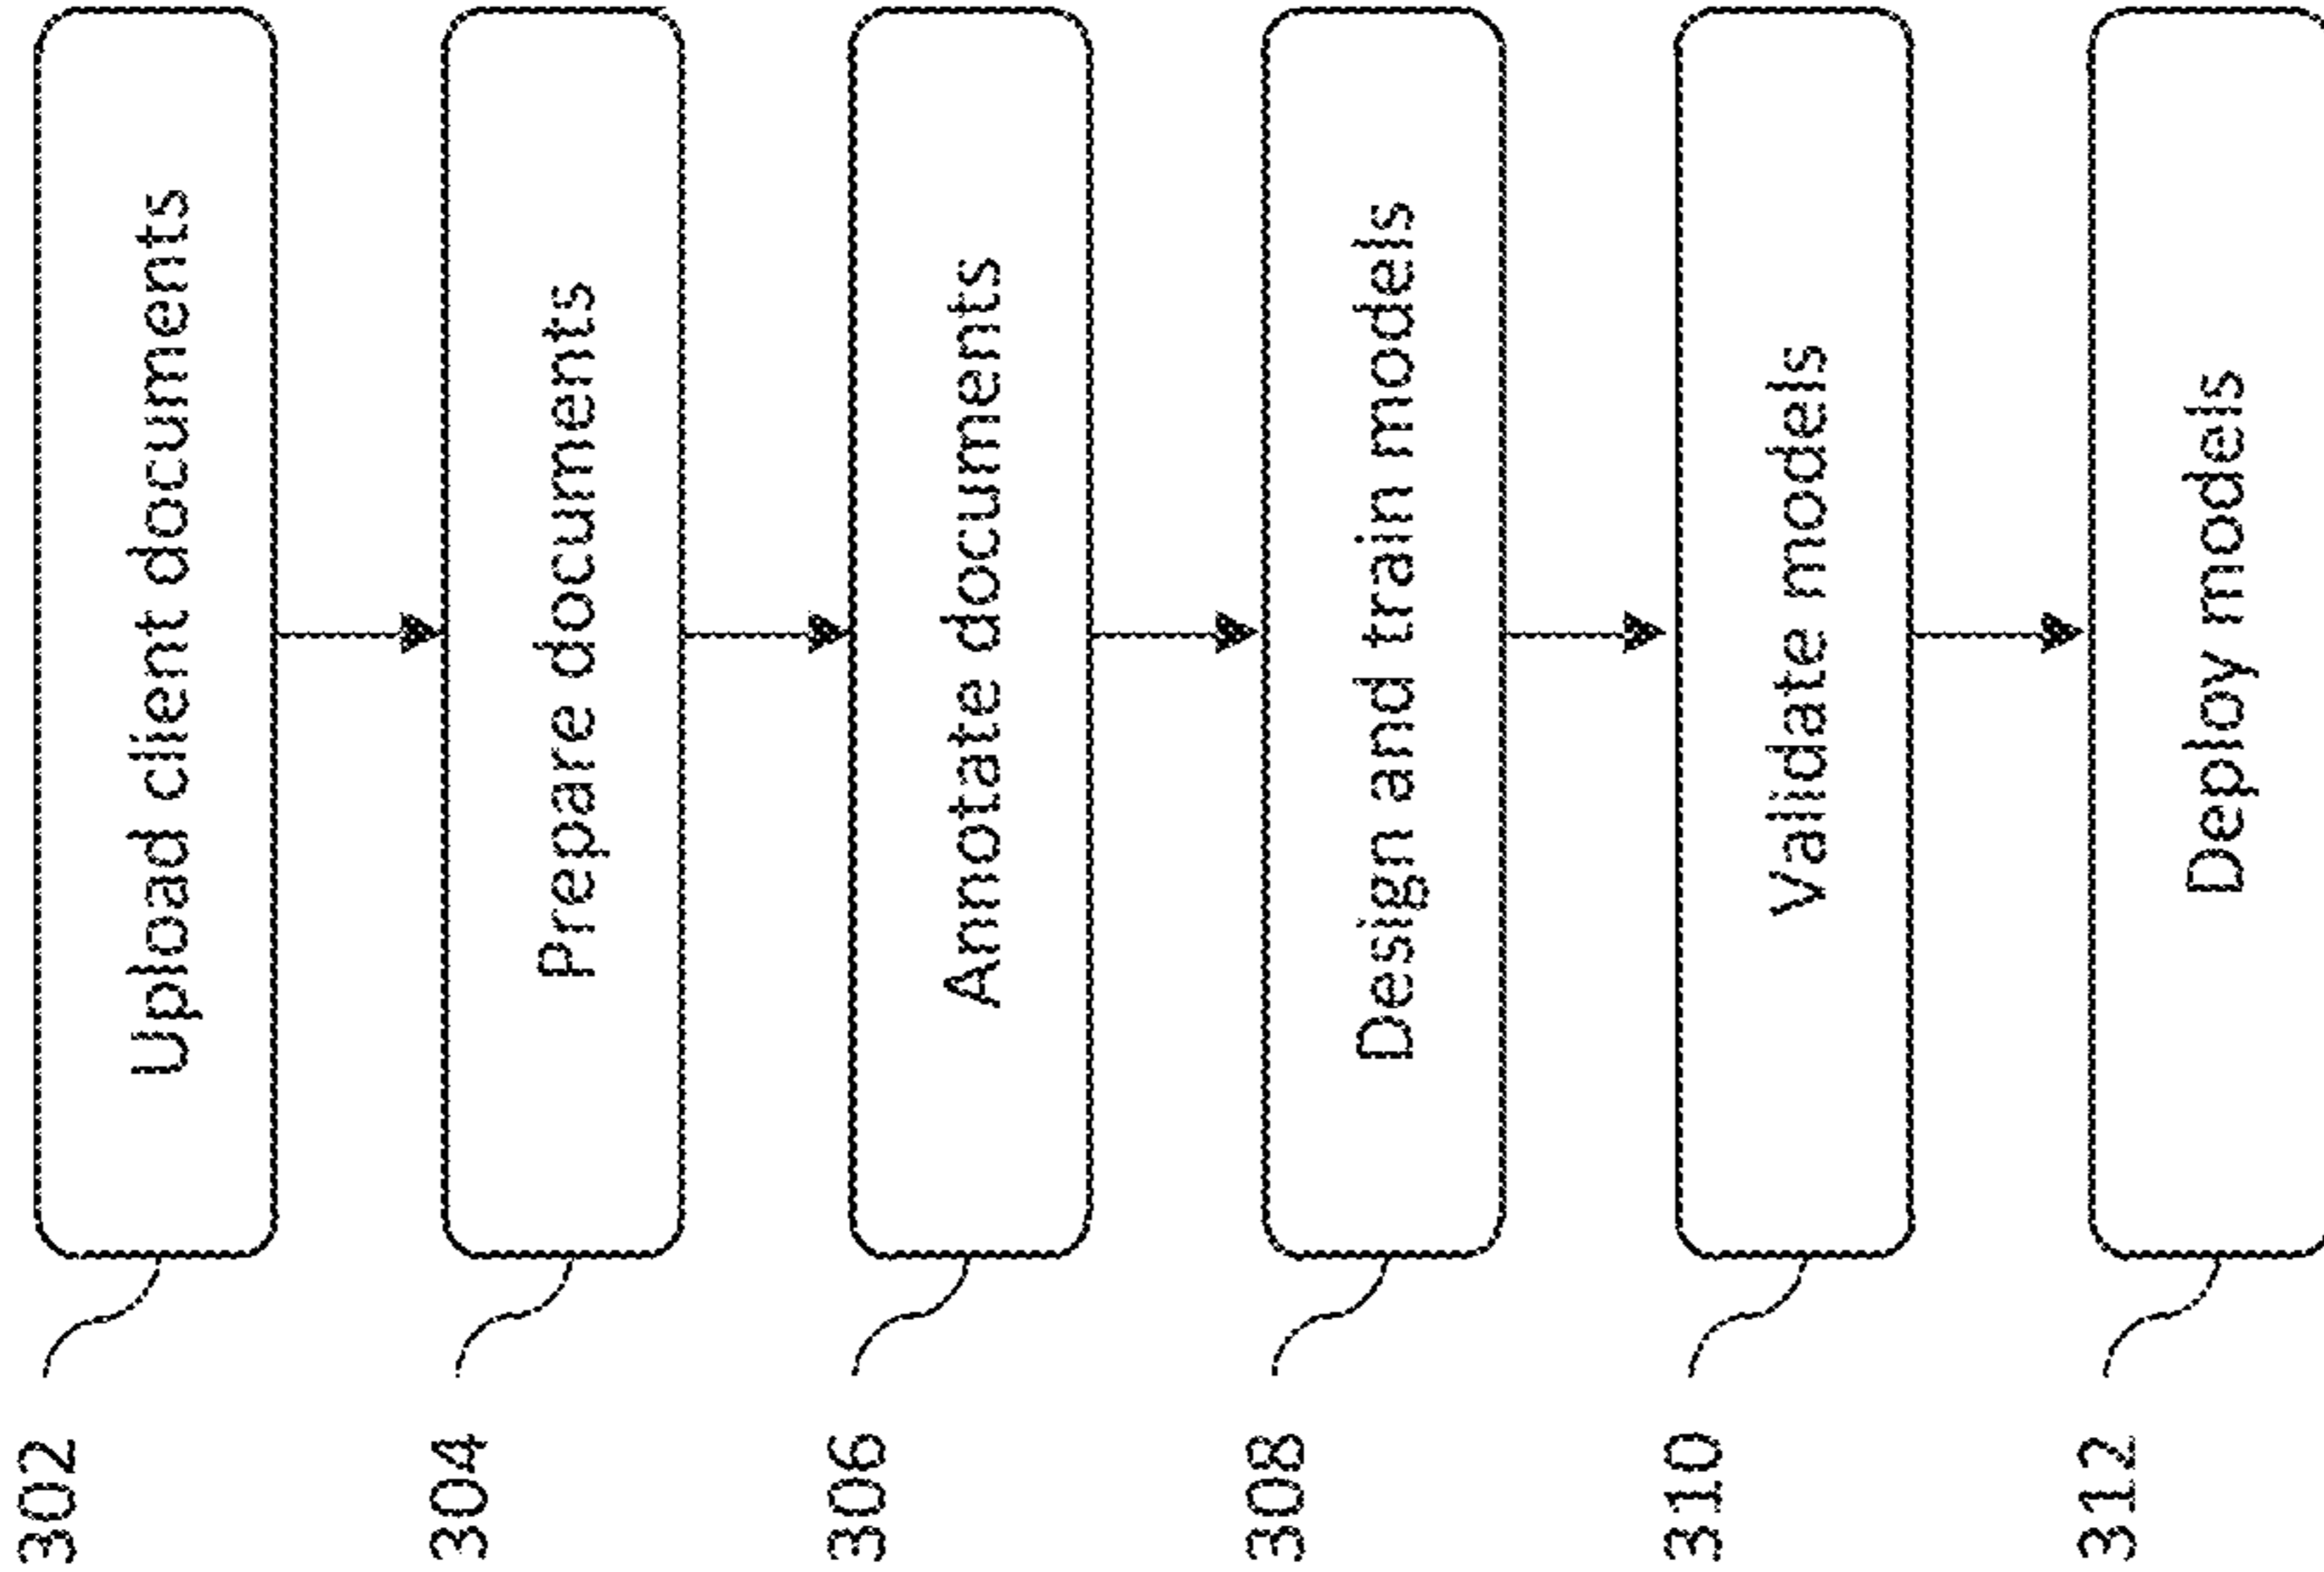 302
Upload client documents
304
Prepare documents
306
Annotate documents
308
Design and train models
310
Validate models
312
Deploy models